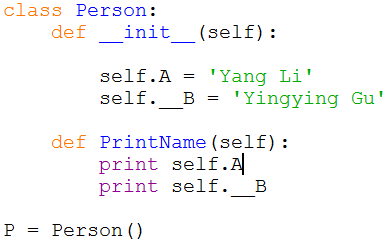 class Person:
    def __init__(self):
        self.A = 'Yang Li'
        self.__B = 'Yingying Gu'
    def PrintName(self):
        print self.A
        print self.__B
P = Person()